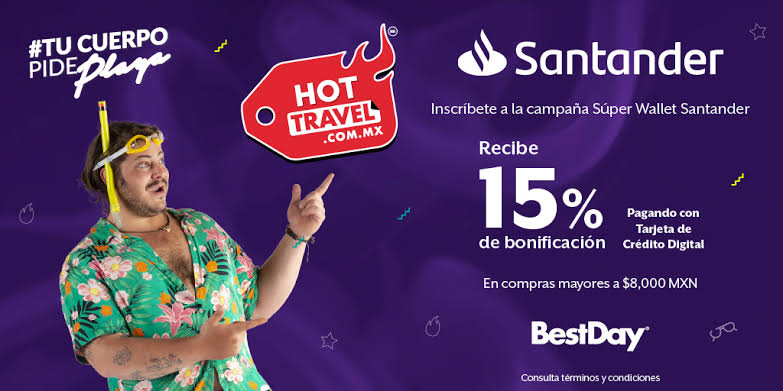 #TU CUERPO
PIDE Playa
HOT
TRAVEL
.COM.MX
Santander
Inscríbete a la campaña Súper Wallet Santander
Recibe
15%
de bonificación
Pagando con
Tarjeta de
Crédito Digital
En compras mayores a $8,000 MXN
BestDay
Consulta términos y condiciones